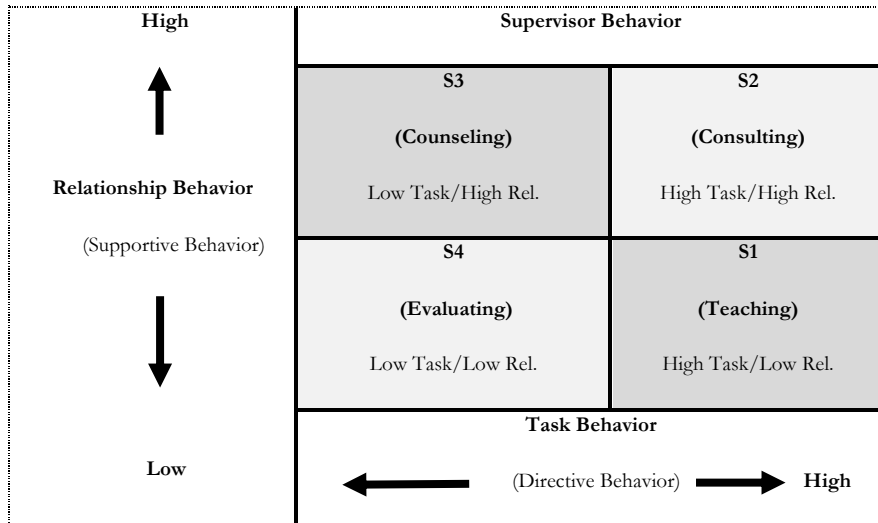 High
Supervisor Behavior
S3
S2
(Counseling)
(Consulting)
Relationship Behavior
Low Task/High Rel.
High Task/High Rel.
(Supportive Behavior)
S4
S1
(Evaluating)
(Teaching)
Low Task/Low Rel.
High Task/Low Rel.
Task Behavior
Low
(Directive Behavior)
High